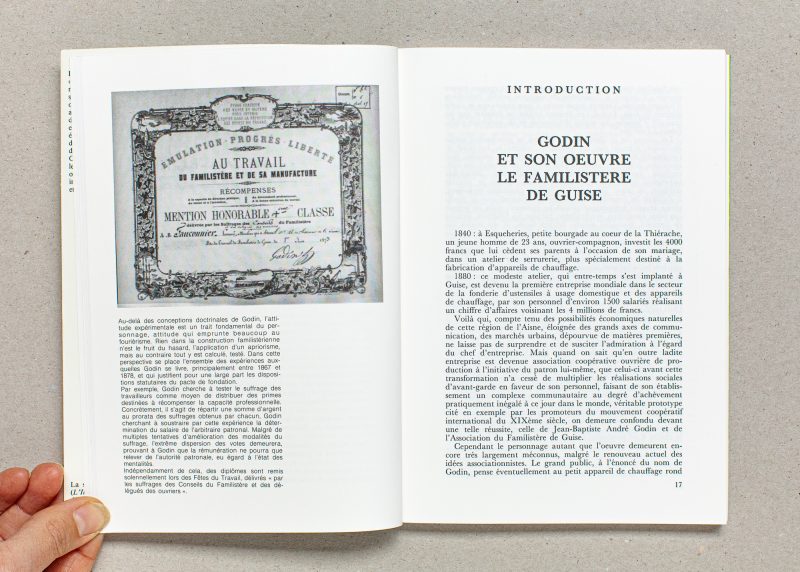 ÉMULATION · PROGRÈS · LIBERTÉ
AU TRAVAIL
DU FAMILISTÈRE ET DE SA MANUFACTURE
RÉCOMPENSES
MENTION HONORABLE 4ème CLASSE
délivrée par les Suffrages des Conseils du Familistère
Godin
Au-delà des conceptions doctrinales de Godin, l'atti-
tude expérimentale est un trait fondamental du per-
sonnage, attitude qui emprunte beaucoup au
fouriérisme. Rien dans la construction familistérienne
n'est le fruit du hasard, l'application d'un apriorisme,
mais au contraire tout y est calculé, testé. Dans cette
perspective se place l'ensemble des expériences aux-
quelles Godin se livre, principalement entre 1867 et
1878, et qui justifient pour une large part les disposi-
tions statutaires du pacte de fondation.
Par exemple, Godin cherche à tester le suffrage des
travailleurs comme moyen de distribuer des primes
destinées à récompenser la capacité professionnelle.
Concrètement, il s'agit de répartir une somme d'argent
au prorata des suffrages obtenus par chacun, Godin
cherchant à soustraire par cette expérience la déter-
mination du salaire de l'arbitraire patronal. Malgré de
multiples tentatives d'amélioration des modalités du
suffrage, l'extrême dispersion des votes demeurera,
prouvant à Godin que la rémunération ne pourra que
relever de l'autorité patronale, eu égard à l'état des
mentalités.
Indépendamment de cela, des diplômes sont remis
solennellement lors des Fêtes du Travail, délivrés « par
les suffrages des Conseils du Familistère et des dé-
légués des ouvriers ».
La s
INTRODUCTION
GODIN
ET SON OEUVRE
LE FAMILISTERE
DE GUISE
1840 : à Esqueheries, petite bourgade au coeur de la Thiérache,
un jeune homme de 23 ans, ouvrier-compagnon, investit les 4000
francs que lui cèdent ses parents à l'occasion de son mariage,
dans un atelier de serrurerie, plus spécialement destiné à la
fabrication d'appareils de chauffage.
1880 : ce modeste atelier, qui entre-temps s'est implanté à
Guise, est devenu la première entreprise mondiale dans le secteur
de la fonderie d'ustensiles à usage domestique et des appareils
de chauffage, par son personnel d'environ 1500 salariés réalisant
un chiffre d'affaires voisinant les 4 millions de francs.
Voilà qui, compte tenu des possibilités économiques naturelles
de cette région de l'Aisne, éloignée des grands axes de commu-
nication, des marchés urbains, dépourvue de matières premières,
ne laisse pas de surprendre et de susciter l'admiration à l'égard
du chef d'entreprise. Mais quand on sait qu'en outre ladite
entreprise est devenue association coopérative ouvrière de pro-
duction à l'initiative du patron lui-même, que celui-ci avant cette
transformation n'a cessé de multiplier les réalisations sociales
d'avant-garde en faveur de son personnel, faisant de son établis-
sement un complexe communautaire au degré d'achèvement
pratiquement inégalé à ce jour dans le monde, véritable prototype
cité en exemple par les promoteurs du mouvement coopératif
international du XIXème siècle, on demeure confondu devant
une telle réussite, celle de Jean-Baptiste André Godin et de
l'Association du Familistère de Guise.
Cependant le personnage autant que l'oeuvre demeurent en-
core très largement méconnus, malgré le renouveau actuel des
idées associationnistes. Le grand public, à l'énoncé du nom de
Godin, pense éventuellement au petit appareil de chauffage rond
17